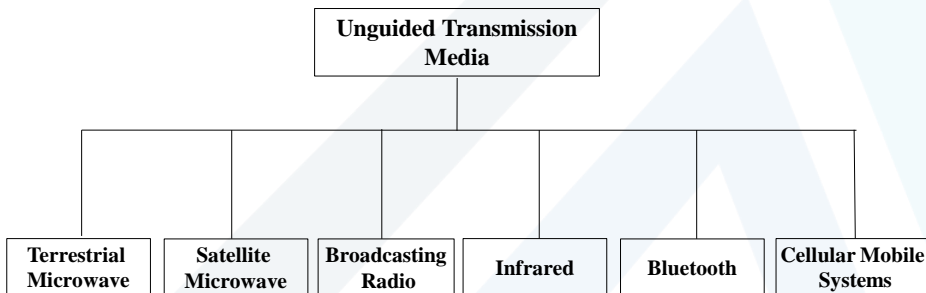 Unguided Transmission
Media
Terrestrial
Microwave
Satellite
Microwave
Broadcasting
Radio
Infrared
Bluetooth
Cellular Mobile
Systems